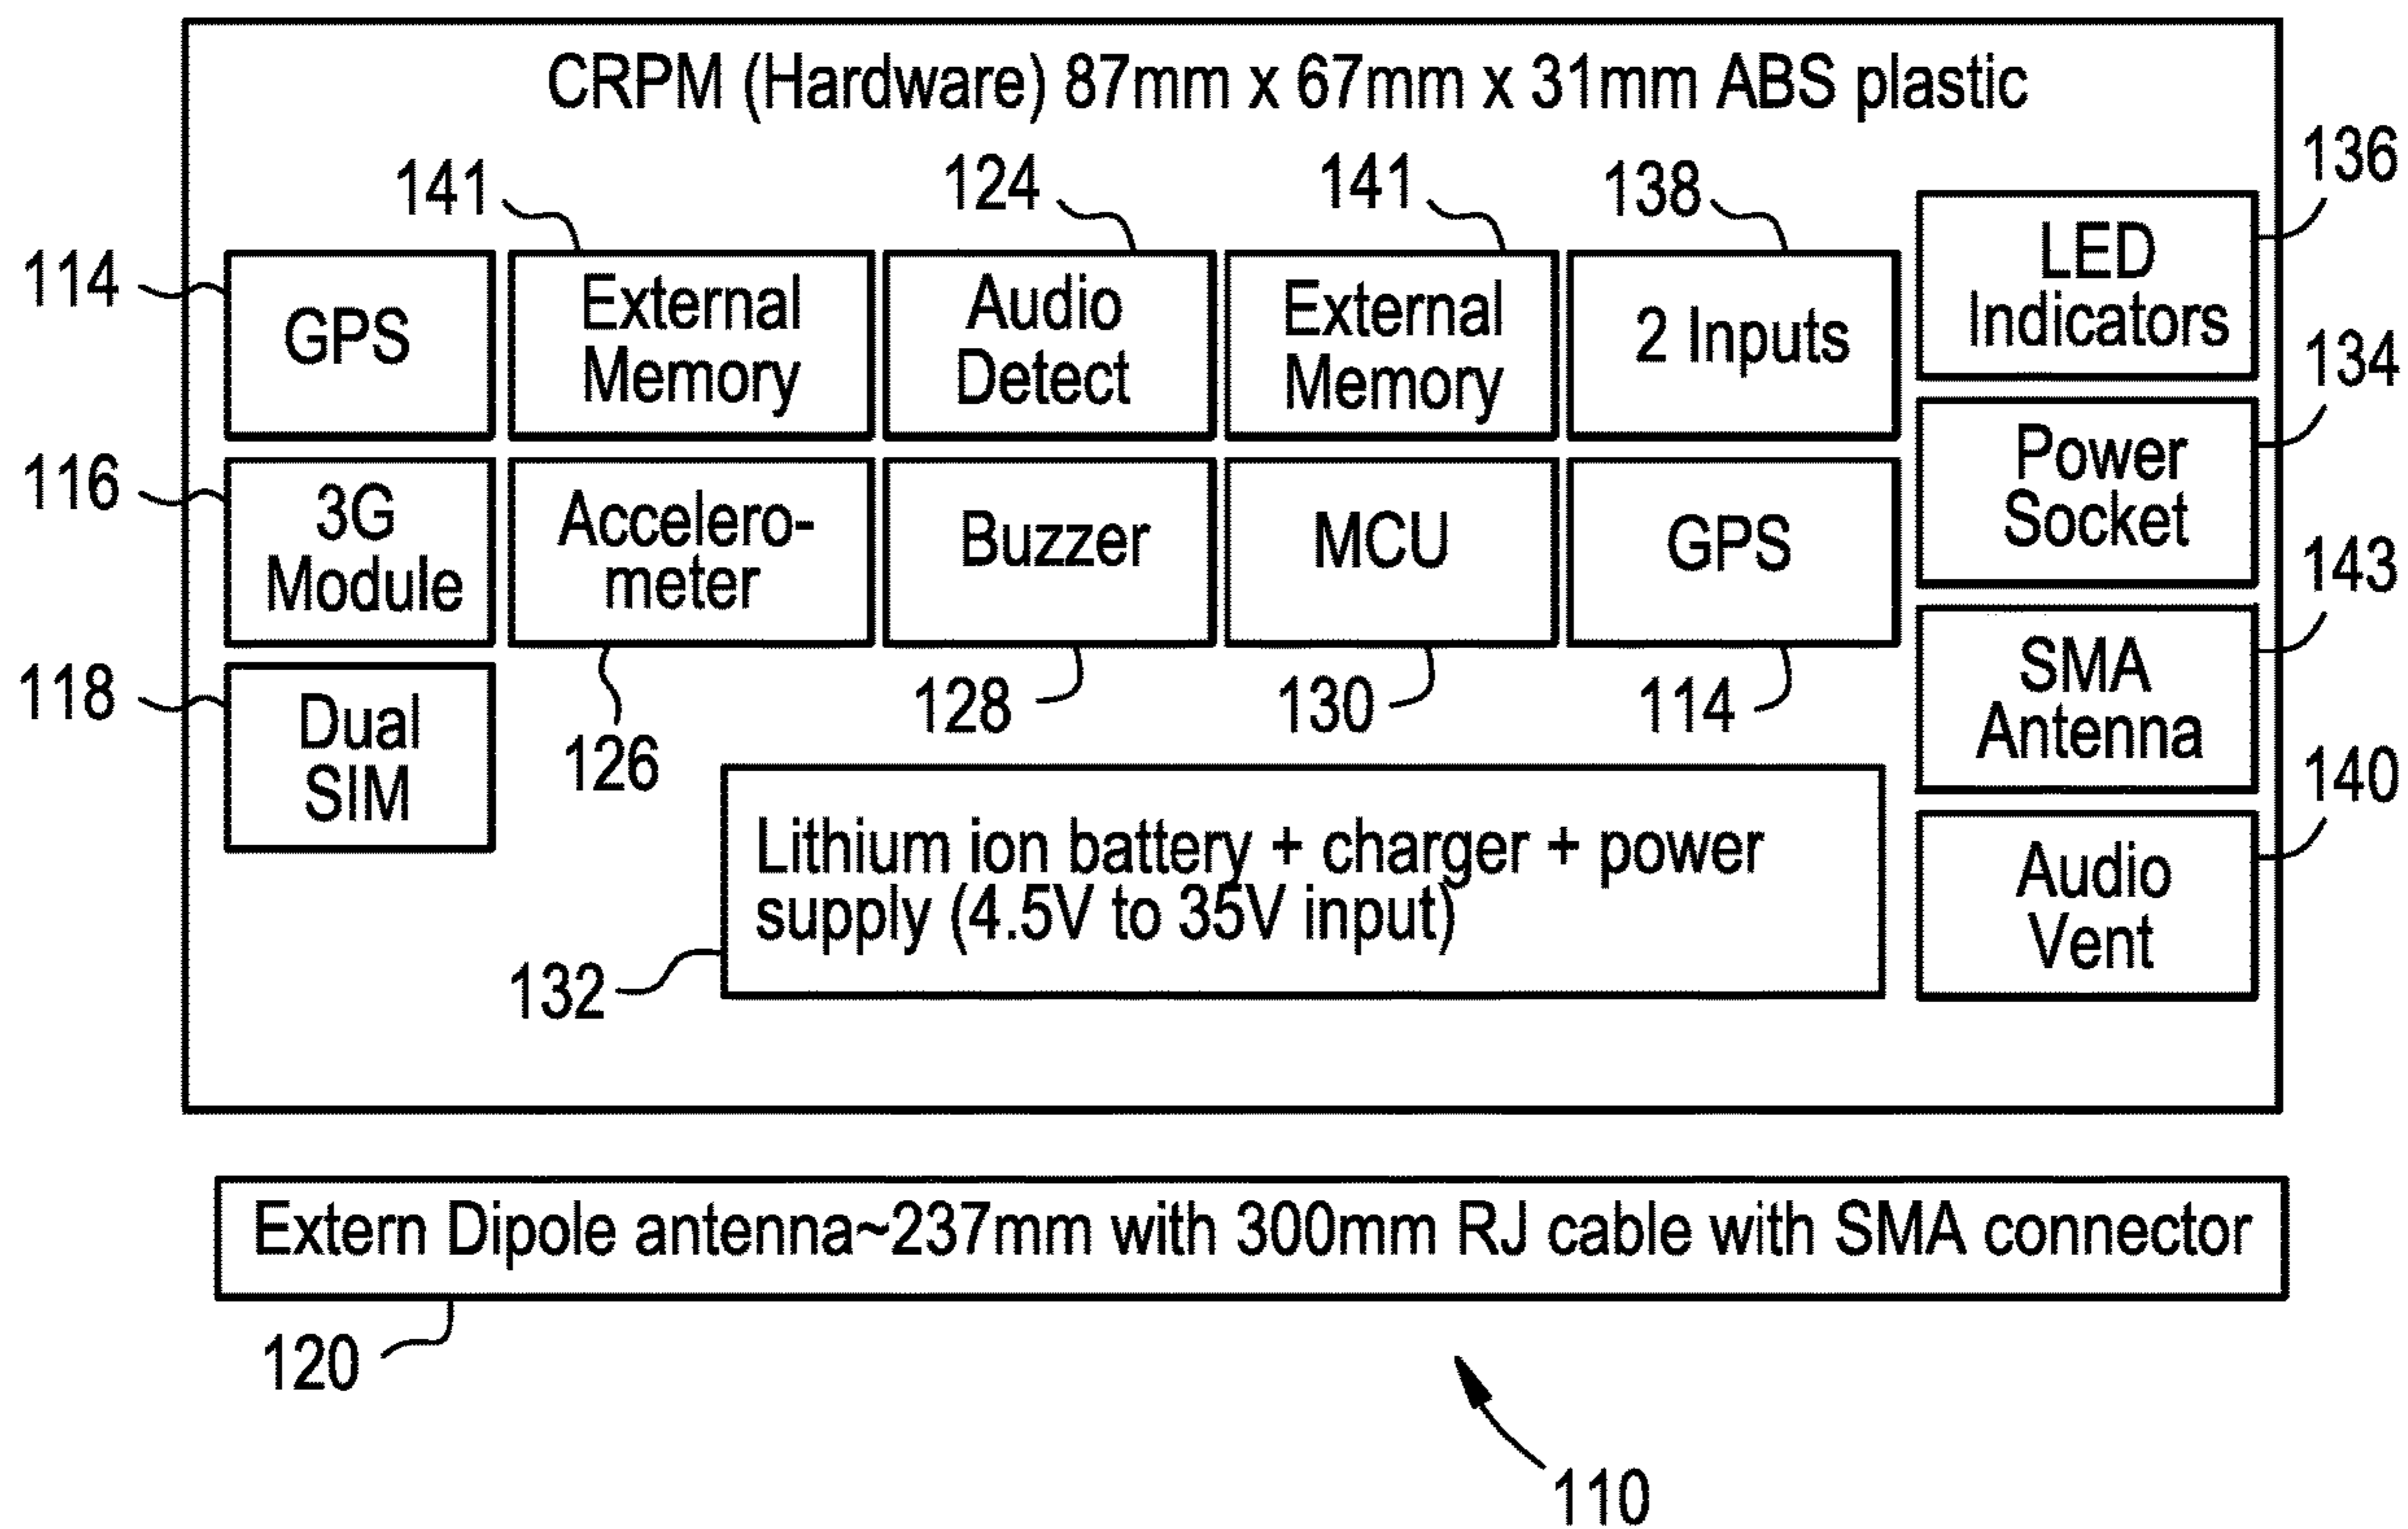 CRPM (Hardware) 87mm x 67mm x 31mm ABS plastic
136
141
124
141
138
114
GPS
External
Memory
Audio
Detect
External
Memory
2 Inputs
LED
Indicators
134
116
3G
Module
Accelero-
meter
Buzzer
MCU
GPS
Power
Socket
143
118
Dual
SIM
126
128
130
114
SMA
Antenna
140
Lithium ion battery + charger + power
supply (4.5V to 35V input)
132
Audio
Vent
Extern Dipole antenna~237mm with 300mm RJ cable with SMA connector
120
110